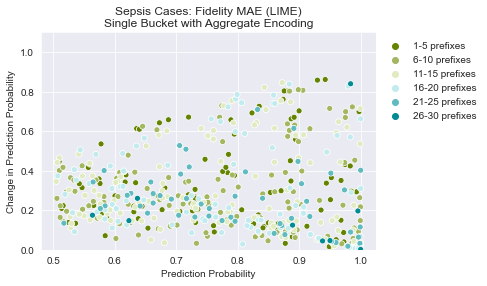 Sepsis Cases: Fidelity MAE (LIME)
Single Bucket with Aggregate Encoding
1-5 prefixes
6-10 prefixes
11-15 prefixes
16-20 prefixes
21-25 prefixes
26-30 prefixes
Change in Prediction Probability
1.0
0.8
0.6
0.4
0.2
0.0
0.5 0.6 0.7 0.8 0.9 1.0
Prediction Probability